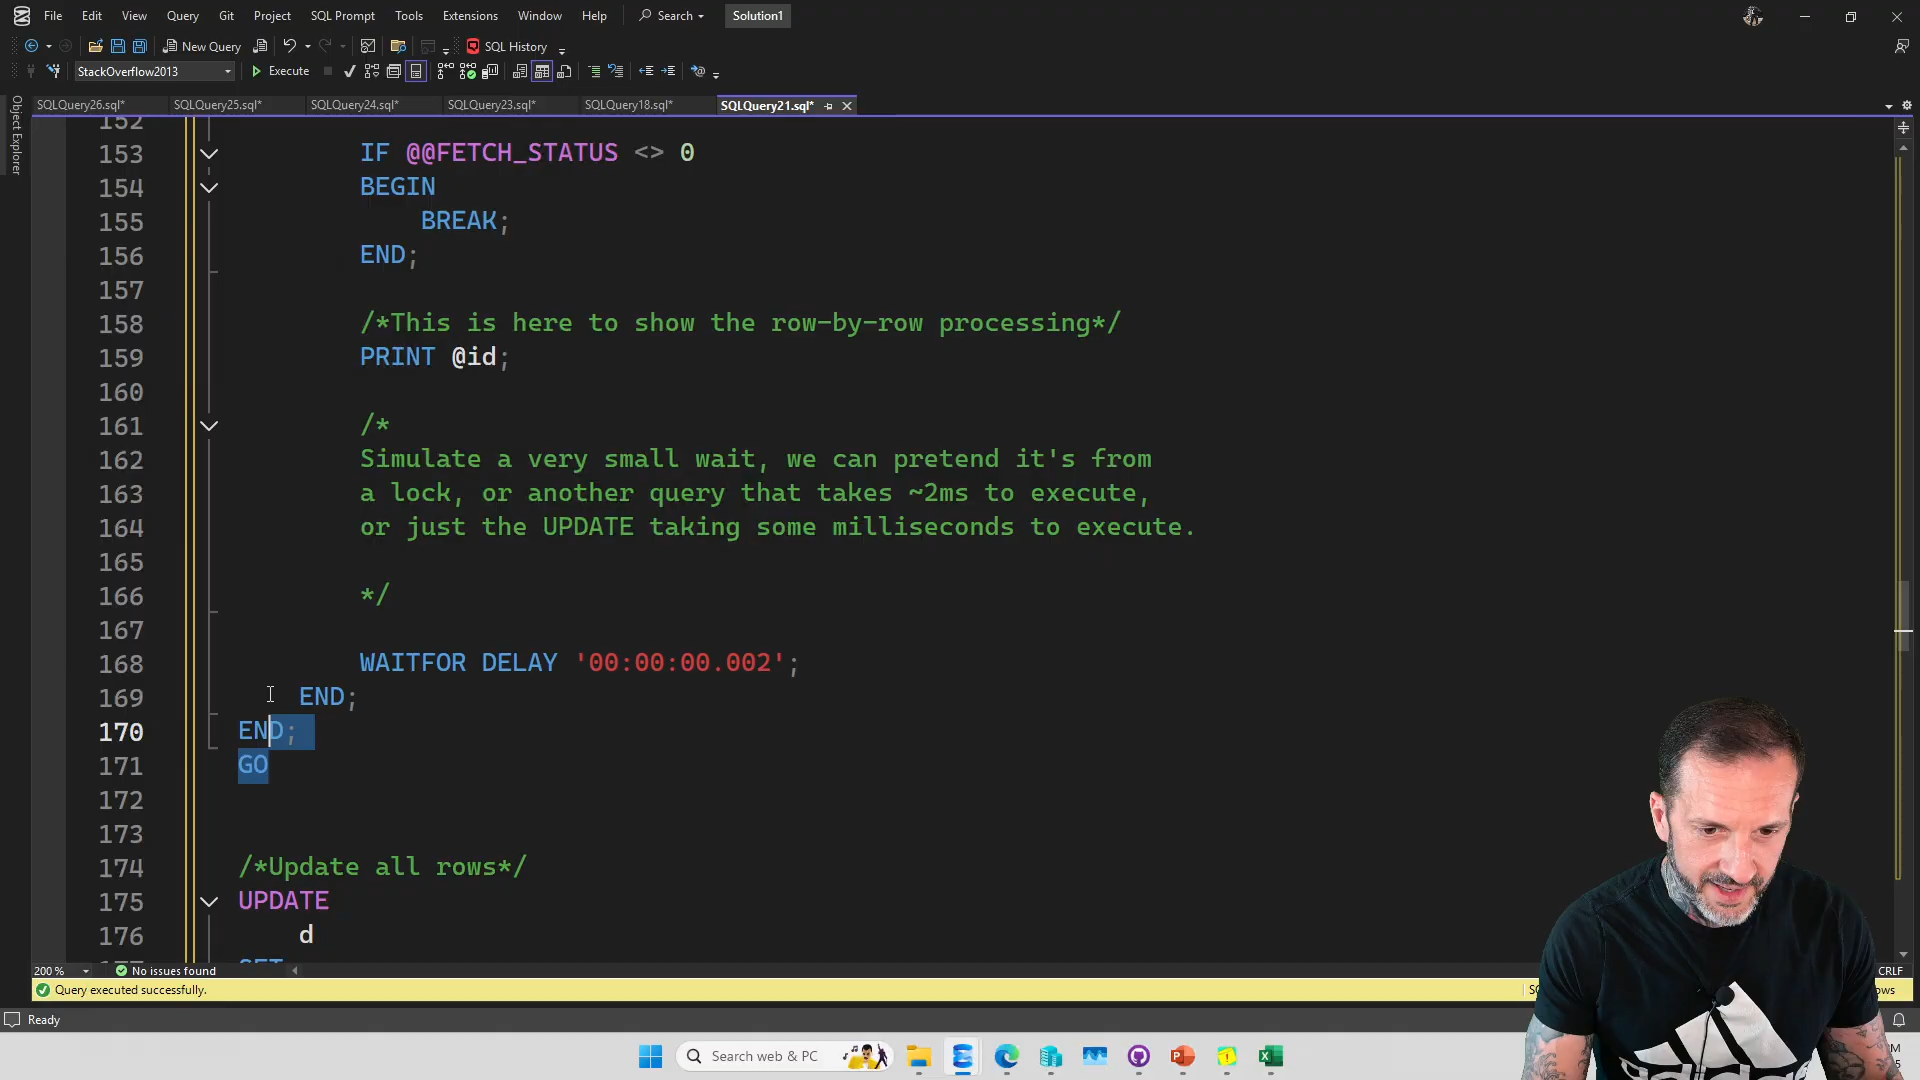 File Edit View Query Git Project SQL Prompt Tools Extensions Window Help Search Solution1
New Query SQL History
StackOverflow2013 Execute
SQLQuery26.sql* SQLQuery25.sql* SQLQuery24.sql* SQLQuery23.sql* SQLQuery18.sql* SQLQuery21.sql*
Object Explorer
152
153 IF @@FETCH_STATUS <> 0
154 BEGIN
155 BREAK;
156 END;
157
158 /*This is here to show the row-by-row processing*/
159 PRINT @id;
160
161 /*
162 Simulate a very small wait, we can pretend it's from
163 a lock, or another query that takes ~2ms to execute,
164 or just the UPDATE taking some milliseconds to execute.
165
166 */
167
168 WAITFOR DELAY '00:00:00.002';
169 END;
170 END;
171 GO
172
173
174 /*Update all rows*/
175 UPDATE
176 d
200 % No issues found CRLF
Query executed successfully.
Ready
Search web & PC
adidas